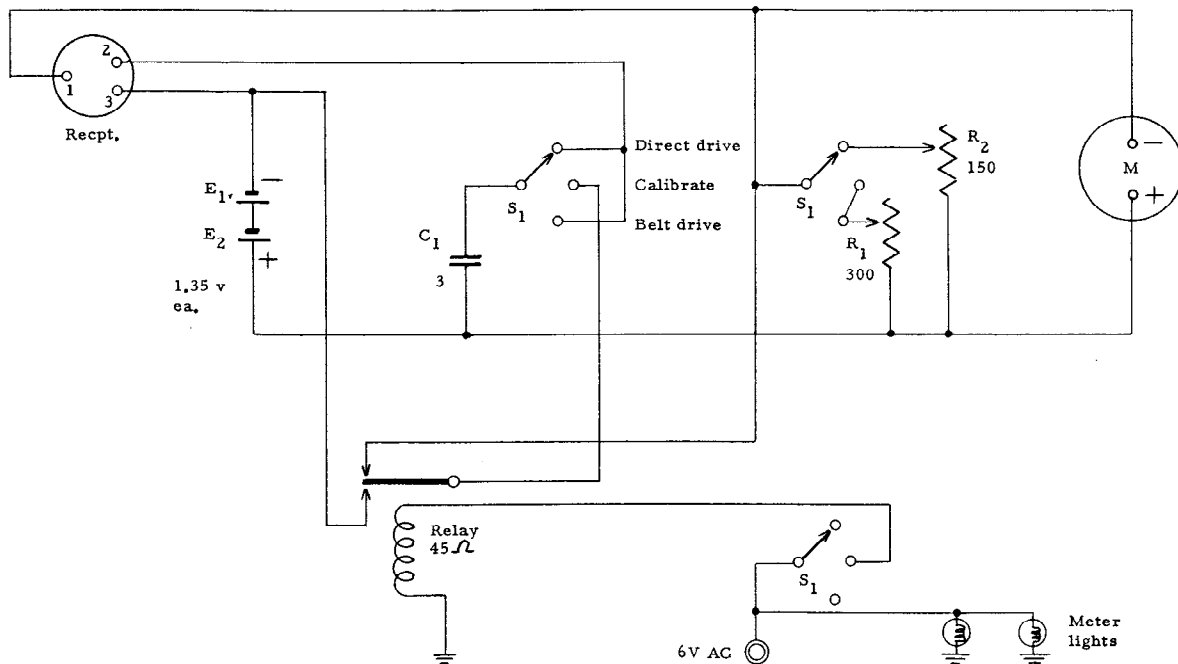 2
1
3
Recpt.
Direct drive
Calibrate
Belt drive
S1
C1
3
E1
E2
−
+
1.35 v
ea.
S1
R2
150
R1
300
−
M
+
Relay
45Ω
S1
6V AC
Meter
lights